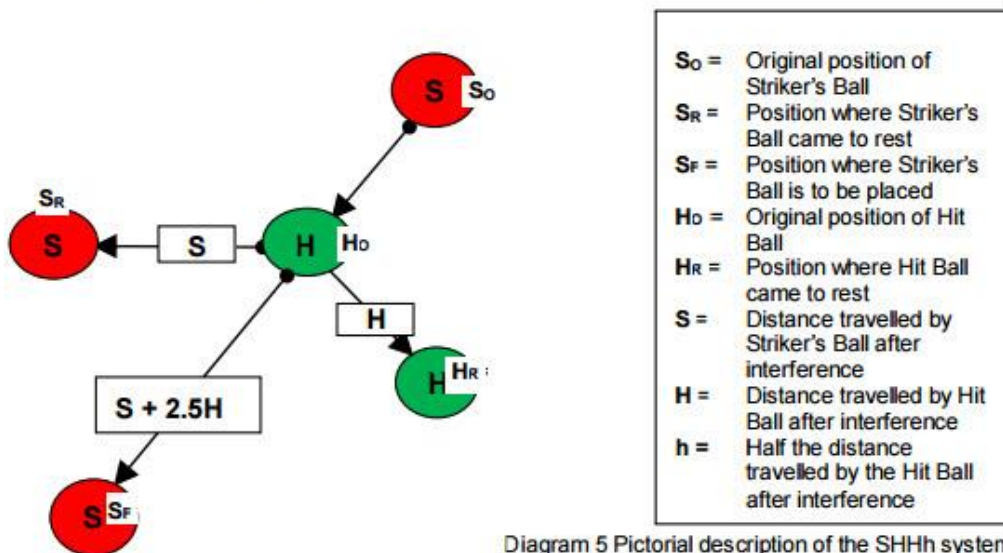 S So
SR
S
S
H Ho
H
H HR =
S + 2.5H
S SF
So = Original position of
Striker's Ball
SR = Position where Striker's
Ball came to rest
SF = Position where Striker's
Ball is to be placed
Ho = Original position of Hit
Ball
HR = Position where Hit Ball
came to rest
S = Distance travelled by
Striker's Ball after
interference
H = Distance travelled by Hit
Ball after interference
h = Half the distance
travelled by the Hit Ball
after interference
Diagram 5 Pictorial description of the SHHh system